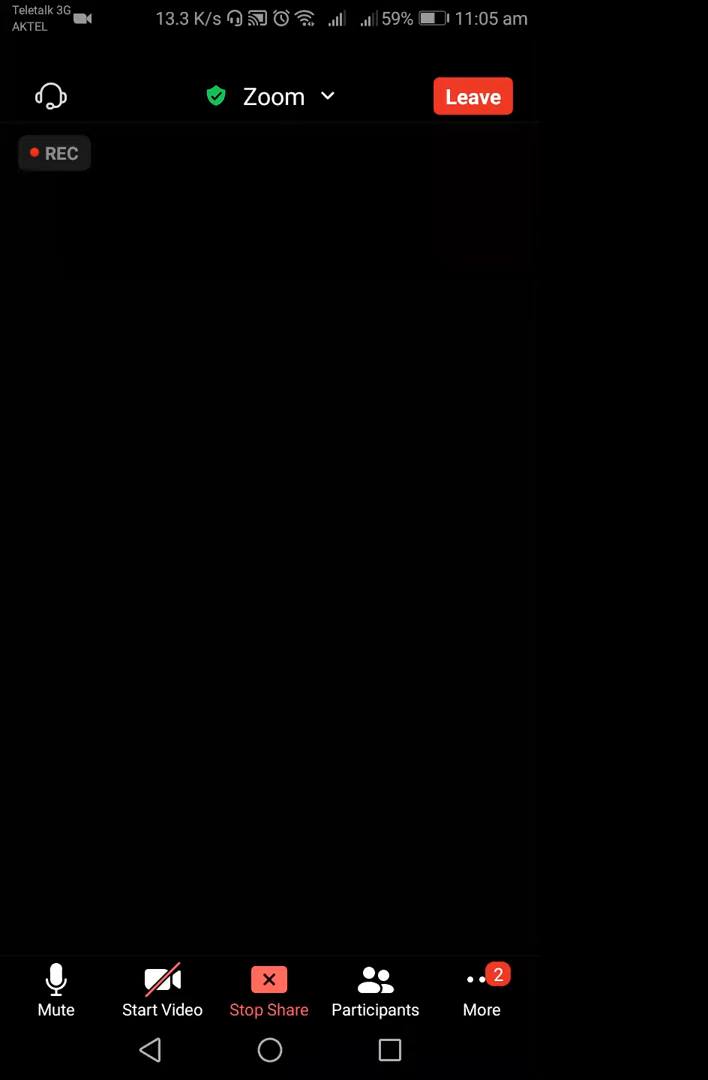 Teletalk 3G
AKTEL
13.3 K/s 59% 11:05 am
Zoom Leave
REC
2
Mute Start Video Stop Share Participants More